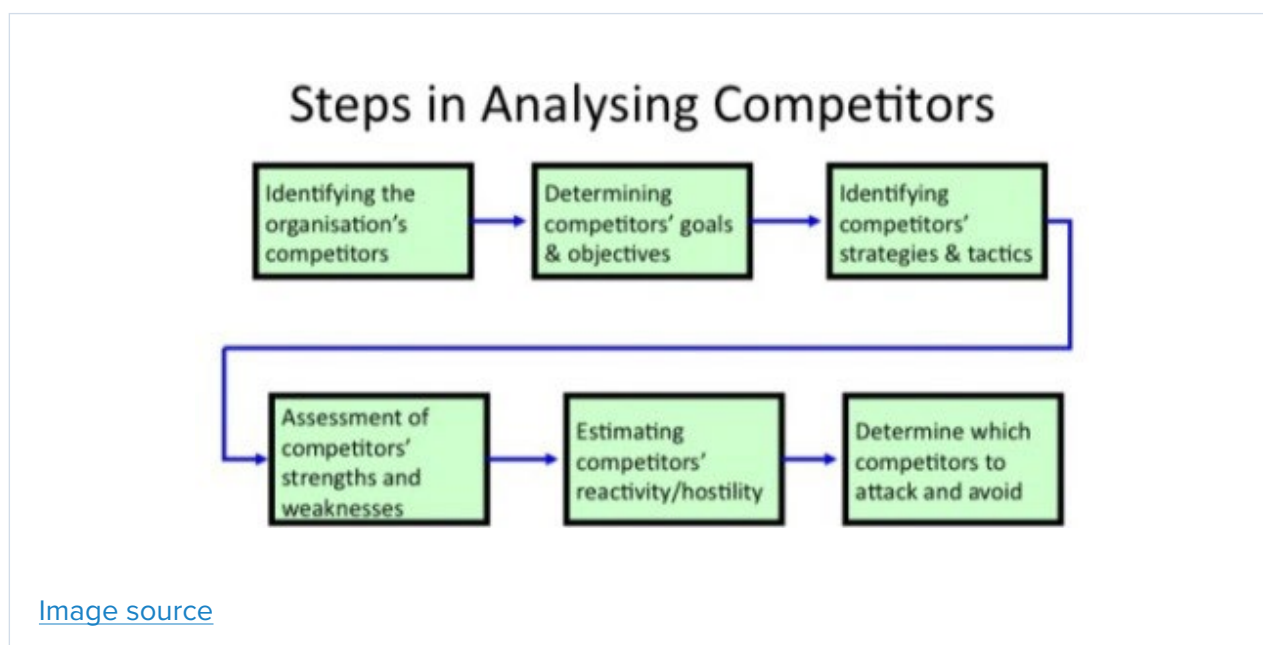 Steps in Analysing Competitors
Identifying the
organisation's
competitors
Determining
competitors' goals
& objectives
Identifying
competitors'
strategies & tactics
Assessment of
competitors'
strengths and
weaknesses
Estimating
competitors'
reactivity/hostility
Determine which
competitors to
attack and avoid
Image source